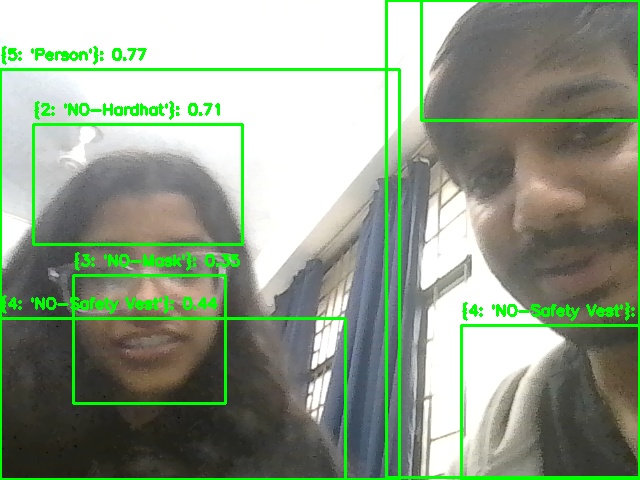 {5: 'Person'}: 0.77
{2: 'NO-Hardhat'}: 0.71
{3: 'NO-Mask'}: 0.35
{4: 'NO-Safety Vest'}: 0.44
{4: 'NO-Safety Vest'}: